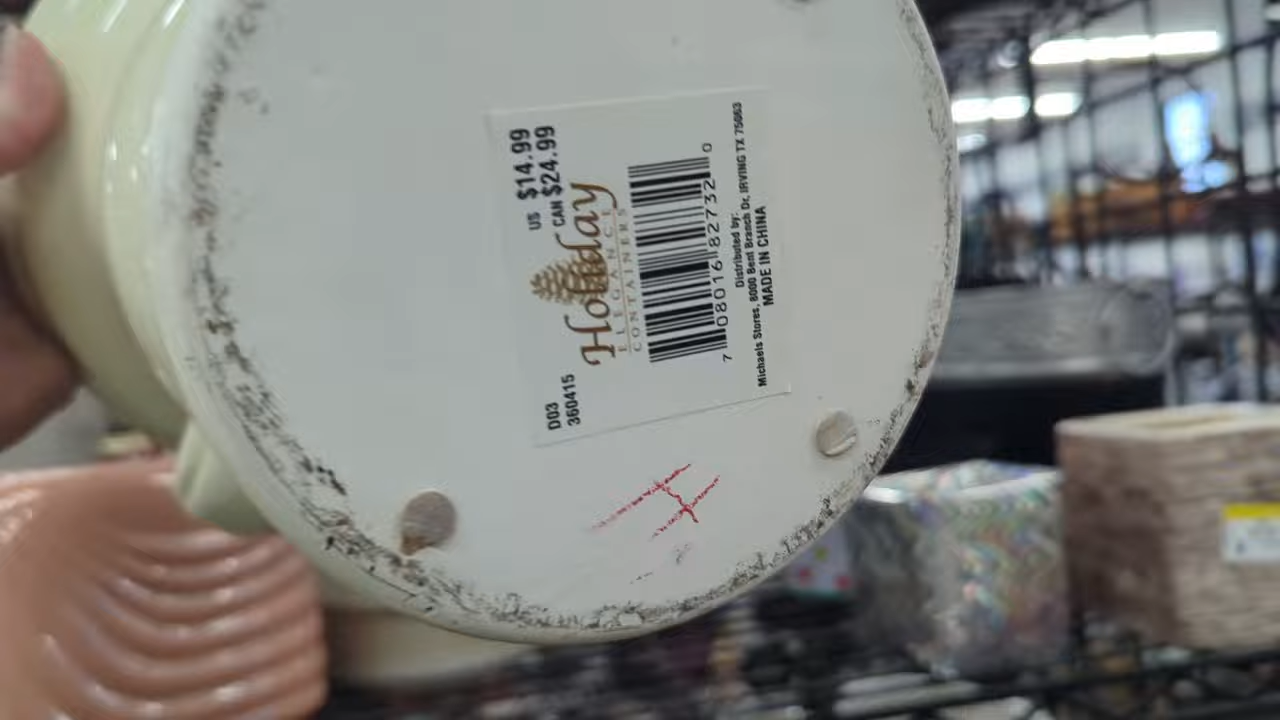 US $14.99
CAN $24.99
Holiday
ELEGANCE
CONTAINERS
7 08016 82732 0
Distributed by:
Michaels Stores, 8000 Bent Branch Dr, IRVING TX 75063
MADE IN CHINA
D03
360415